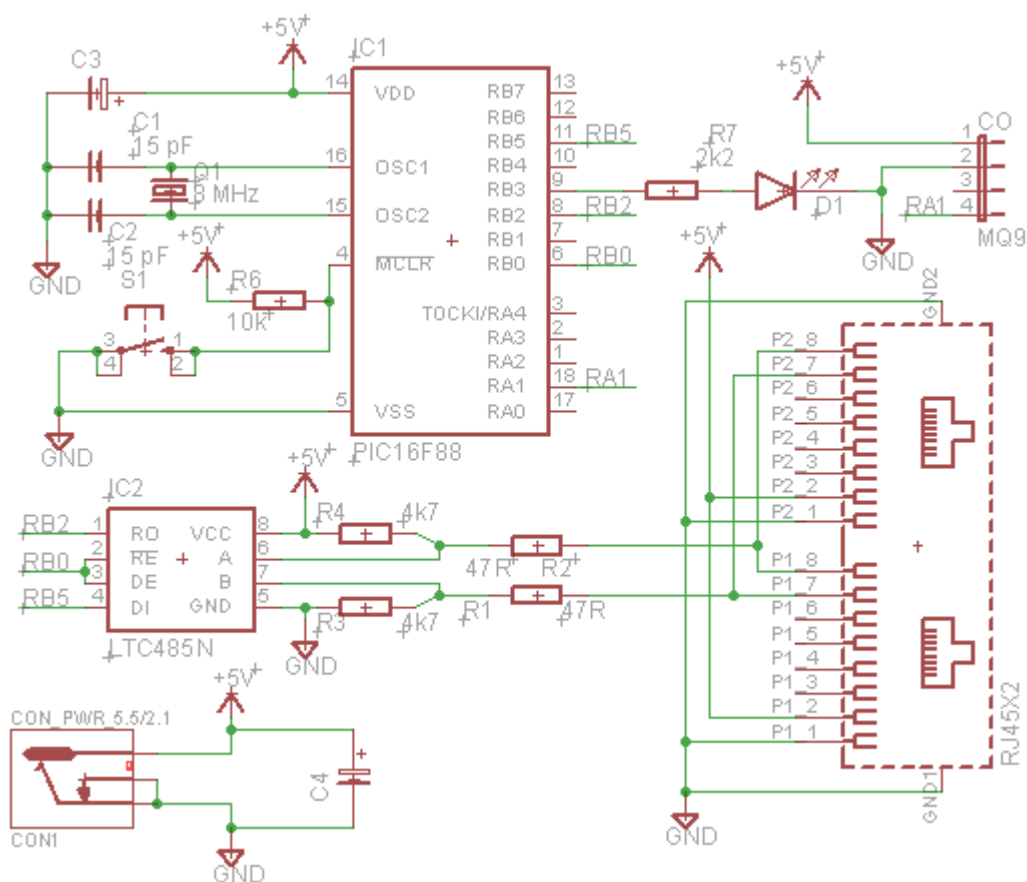 +5V
C3
IC1
C1
15 pF
Q1
8 MHz
C2
15 pF
GND
+5V
S1
R6
10k
3
4
1
2
GND
14
VDD
16
OSC1
15
OSC2
4
MCLR
5
VSS
RB7
13
RB6
12
RB5
11
RB5
RB4
10
RB3
9
RB2
8
RB2
RB1
7
RB0
6
RB0
TOCKI/RA4
3
RA3
2
RA2
1
RA1
18
RA1
RA0
17
PIC16F88
R7
2k2
D1
+5V
CO
1
2
3
4
RA1
MQ9
GND
+5V
GND2
P2_8
P2_7
P2_6
P2_5
P2_4
P2_3
P2_2
P2_1
P1_8
P1_7
P1_6
P1_5
P1_4
P1_3
P1_2
P1_1
RJ45X2
GND1
GND
IC2
RB2
1
RO
VCC
8
2
RE
A
6
RB0
3
DE
B
7
RB5
4
DI
GND
5
LTC485N
+5V
R4
4k7
47R
R2
R3
4k7
R1
47R
GND
+5V
CON_PWR_5.5/2.1
C4
CON1
GND